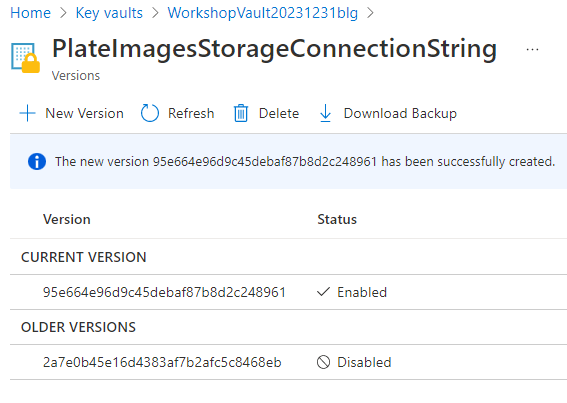 Home > Key vaults > WorkshopVault20231231blg >
PlateImagesStorageConnectionString ...
Versions
New Version Refresh Delete Download Backup
The new version 95e664e96d9c45debaf87b8d2c248961 has been successfully created.
Version Status
CURRENT VERSION
95e664e96d9c45debaf87b8d2c248961 Enabled
OLDER VERSIONS
2a7e0b45e16d4383af7b2afc5c8468eb Disabled